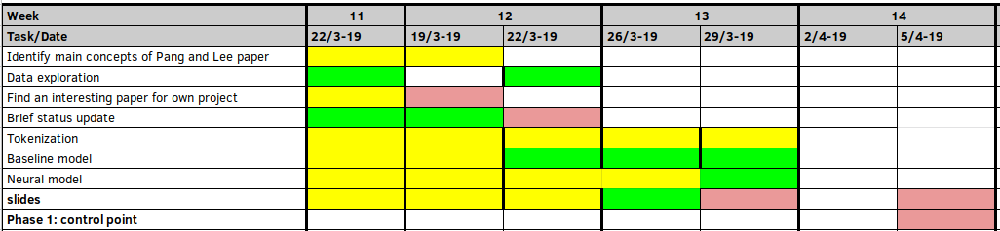 Week 11 12 13 14
Task/Date 22/3-19 19/3-19 22/3-19 26/3-19 29/3-19 2/4-19 5/4-19
Identify main concepts of Pang and Lee paper
Data exploration
Find an interesting paper for own project
Brief status update
Tokenization
Baseline model
Neural model
slides
Phase 1: control point